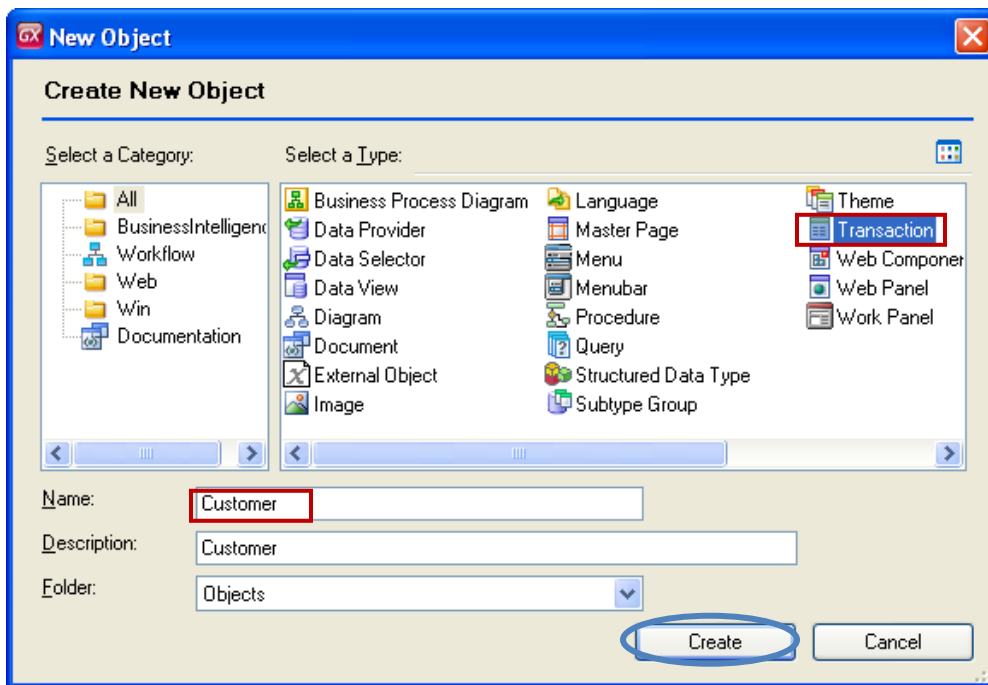 GX New Object
Create New Object
Select a Category:
Select a Type:
All
BusinessIntelligenc
Workflow
Web
Win
Documentation
Business Process Diagram
Data Provider
Data Selector
Data View
Diagram
Document
External Object
Image
Language
Master Page
Menu
Menubar
Procedure
Query
Structured Data Type
Subtype Group
Theme
Transaction
Web Componer
Web Panel
Work Panel
Name:
Customer
Description:
Customer
Folder:
Objects
Create
Cancel